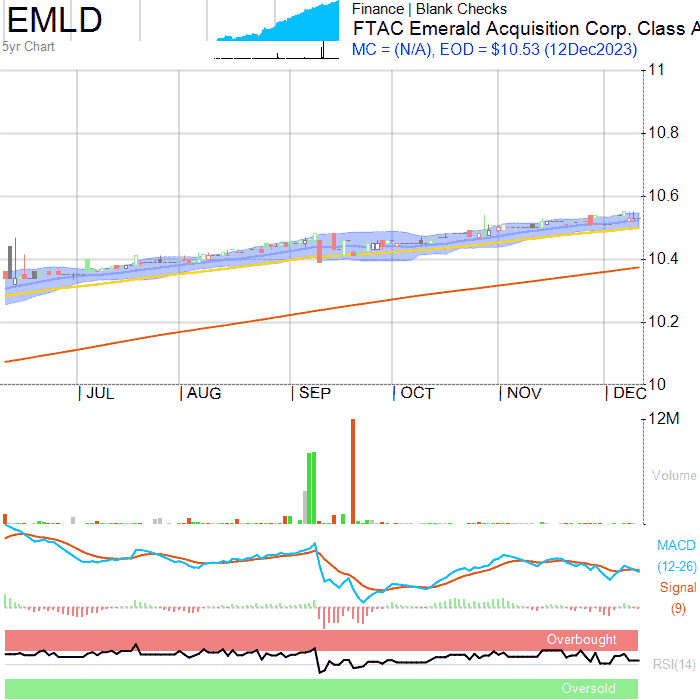 EMLD
5yr Chart
Finance | Blank Checks
FTAC Emerald Acquisition Corp. Class A
MC = (N/A), EOD = $10.53 (12Dec2023)
11
10.8
10.6
10.4
10.2
10
JUL AUG SEP OCT NOV DEC
12M
Volume
MACD
(12-26)
Signal
(9)
Overbought
RSI(14)
Oversold